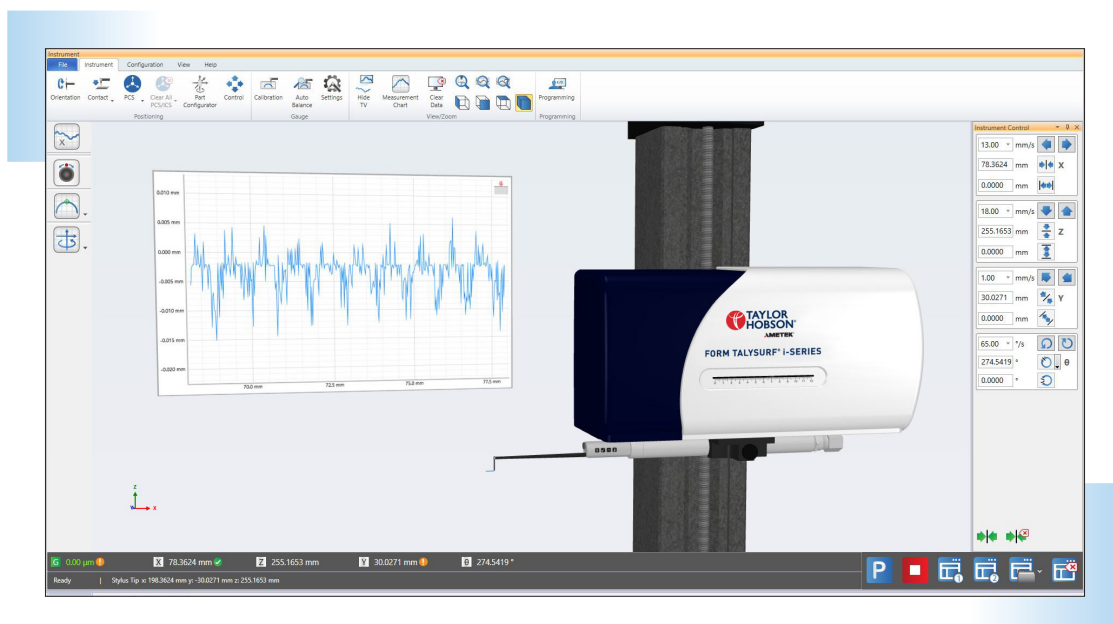 Instrument
File Instrument Configuration View Help
Orientation Contact PCS Clear All PCS/ICS Part Configurator Control Calibration Auto Balance Settings Hide TV Measurement Chart Clear Data Programming
Positioning Gauge View/Zoom Programming
X
0.010 mm
0.005 mm
0.000 mm
-0.005 mm
-0.010 mm
-0.015 mm
-0.020 mm
70.0 mm 72.5 mm 75.0 mm 77.5 mm
TAYLOR
HOBSON
AMETEK
FORM TALYSURF® i-SERIES
Z
Y X
Instrument Control
13.00 mm/s
78.3624 mm X
0.0000 mm
18.00 mm/s
255.1653 mm Z
0.0000 mm
1.00 mm/s
30.0271 mm Y
0.0000 mm
65.00 °/s
274.5419 ° θ
0.0000 °
G 0.00 µm X 78.3624 mm Z 255.1653 mm Y 30.0271 mm θ 274.5419 °
P 1 2
Ready | Stylus Tip x: 198.3624 mm y: -30.0271 mm z: 255.1653 mm